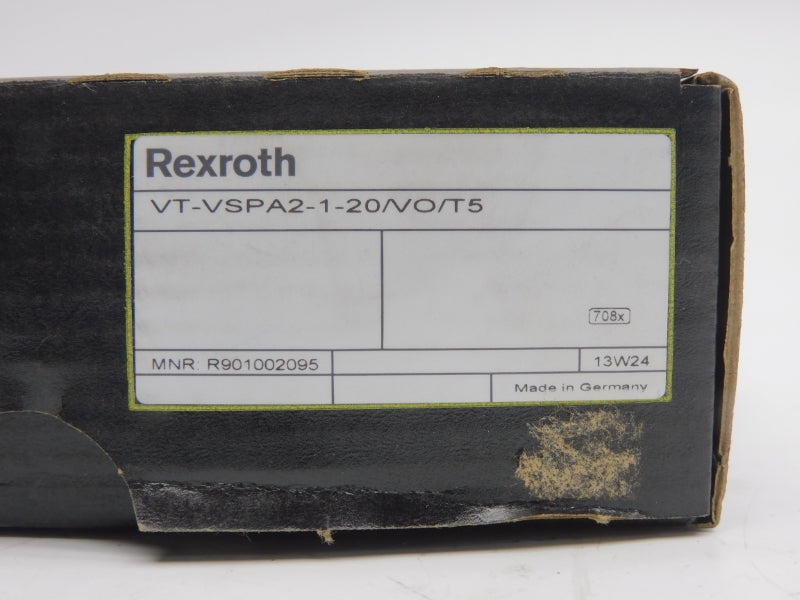 Rexroth
VT-VSPA2-1-20/VO/T5
708x
MNR: R901002095
13W24
Made in Germany